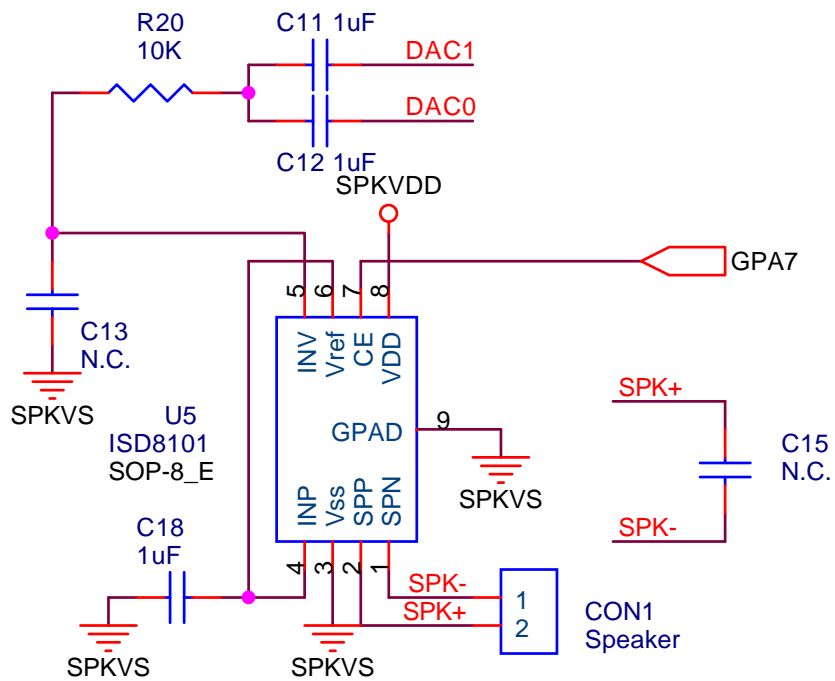 R20
10K
C11 1uF
DAC1
DAC0
C12 1uF
SPKVDD
GPA7
5
6
7
8
INV
Vref
CE
VDD
C13
N.C.
SPKVS
U5
ISD8101
SOP-8_E
GPAD
9
SPKVS
SPK+
C15
N.C.
SPK-
INP
Vss
SPP
SPN
C18
1uF
4
3
2
1
SPK-
SPK+
1
2
CON1
Speaker
SPKVS
SPKVS